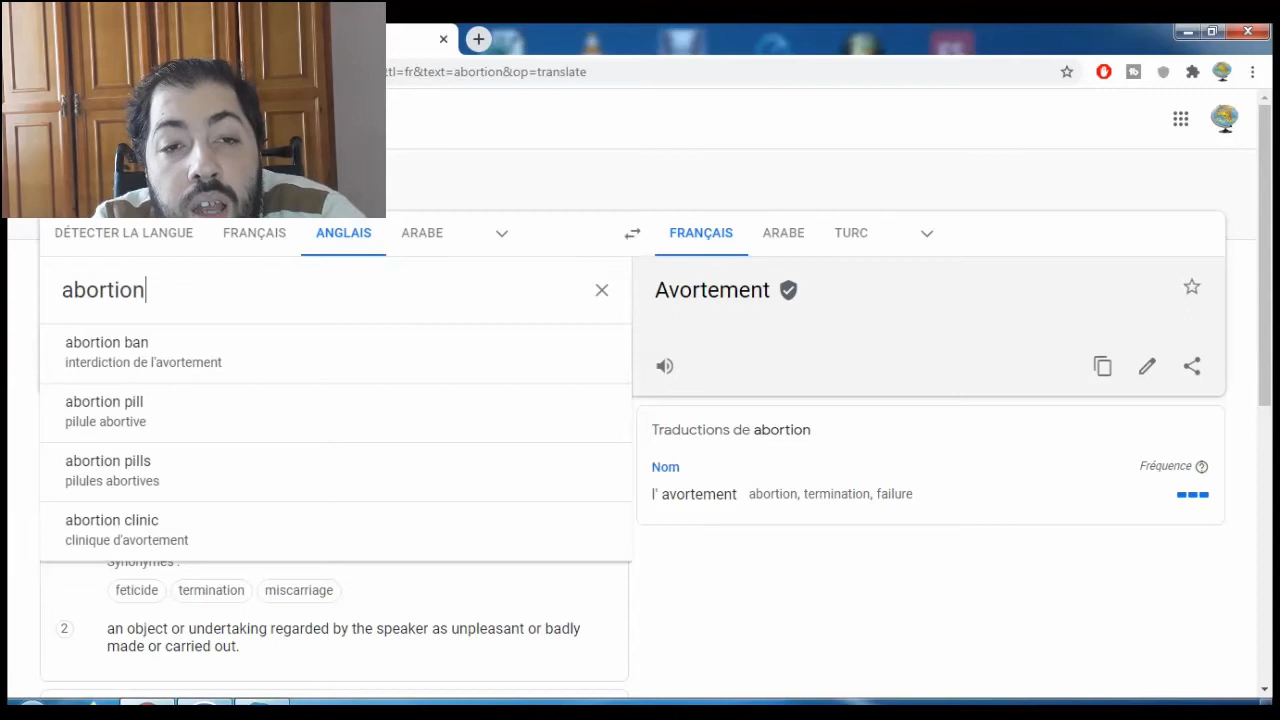 ttl=fr&text=abortion&op=translate
DÉTECTER LA LANGUE FRANÇAIS ANGLAIS ARABE
FRANÇAIS ARABE TURC
abortion
Avortement
abortion ban
interdiction de l'avortement
abortion pill
pilule abortive
abortion pills
pilules abortives
abortion clinic
clinique d'avortement
Traductions de abortion
Nom Fréquence
l' avortement abortion, termination, failure
Synonymes :
feticide termination miscarriage
2 an object or undertaking regarded by the speaker as unpleasant or badly
made or carried out.